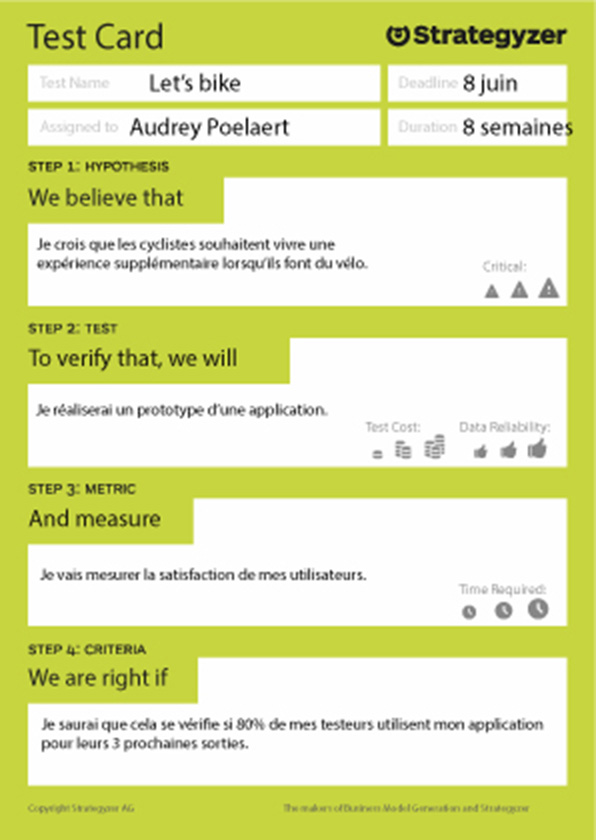 Test Card
Strategyzer
Test Name Let's bike
Deadline 8 juin
Assigned to Audrey Poelaert
Duration 8 semaines
STEP 1: HYPOTHESIS
We believe that
Je crois que les cyclistes souhaitent vivre une
expérience supplémentaire lorsqu'ils font du vélo.
Critical:
STEP 2: TEST
To verify that, we will
Je réaliserai un prototype d'une application.
Test Cost:
Data Reliability:
STEP 3: METRIC
And measure
Je vais mesurer la satisfaction de mes utilisateurs.
Time Required:
STEP 4: CRITERIA
We are right if
Je saurai que cela se vérifie si 80% de mes testeurs utilisent mon application
pour leurs 3 prochaines sorties.
Copyright Strategyzer AG
The makers of Business Model Generation and Strategyzer